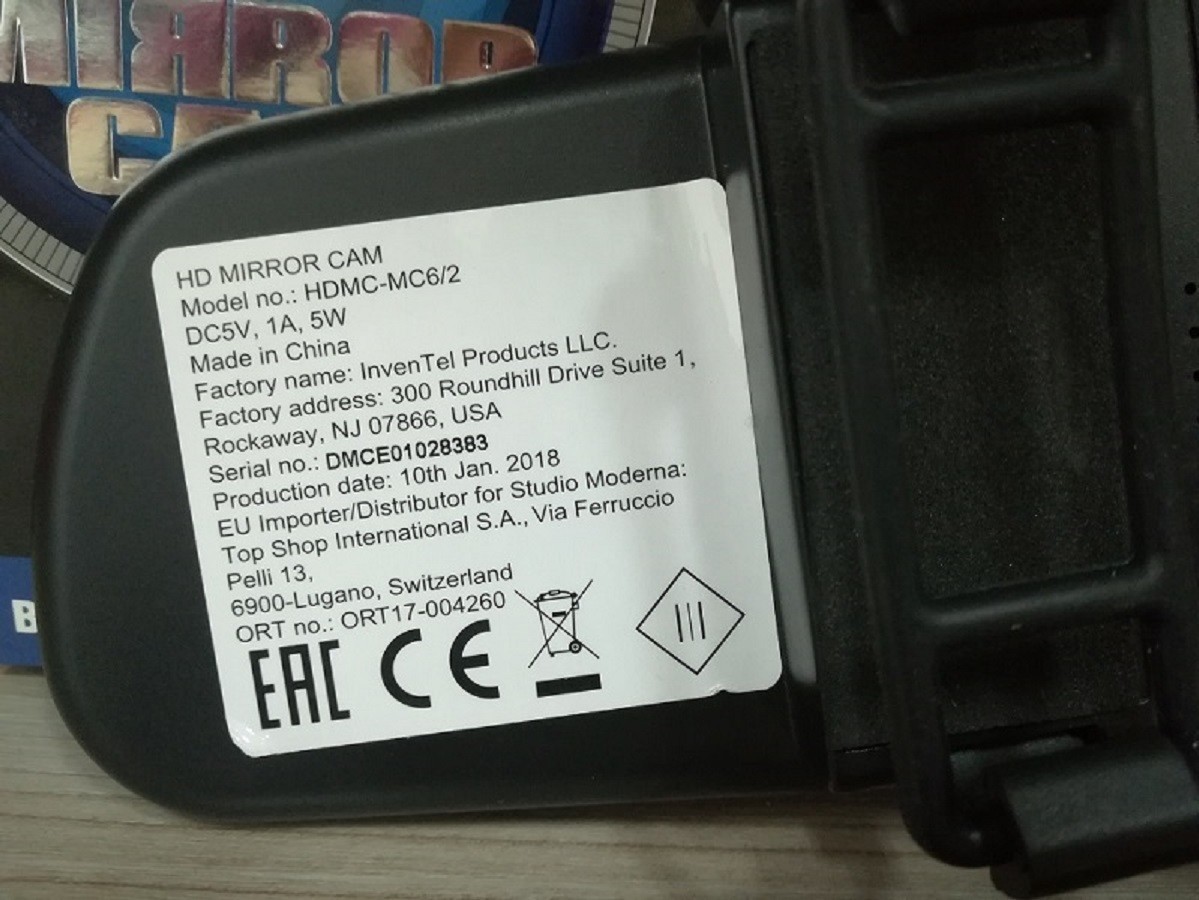 MIRROR
HD MIRROR CAM
Model no.: HDMC-MC6/2
DC5V, 1A, 5W
Made in China
Factory name: InvenTel Products LLC.
Factory address: 300 Roundhill Drive Suite 1,
Rockaway, NJ 07866, USA
Serial no.: DMCE01028383
Production date: 10th Jan. 2018
EU Importer/Distributor for Studio Moderna:
Top Shop International S.A., Via Ferruccio
Pelli 13,
6900-Lugano, Switzerland
ORT no.: ORT17-004260
EAC CE